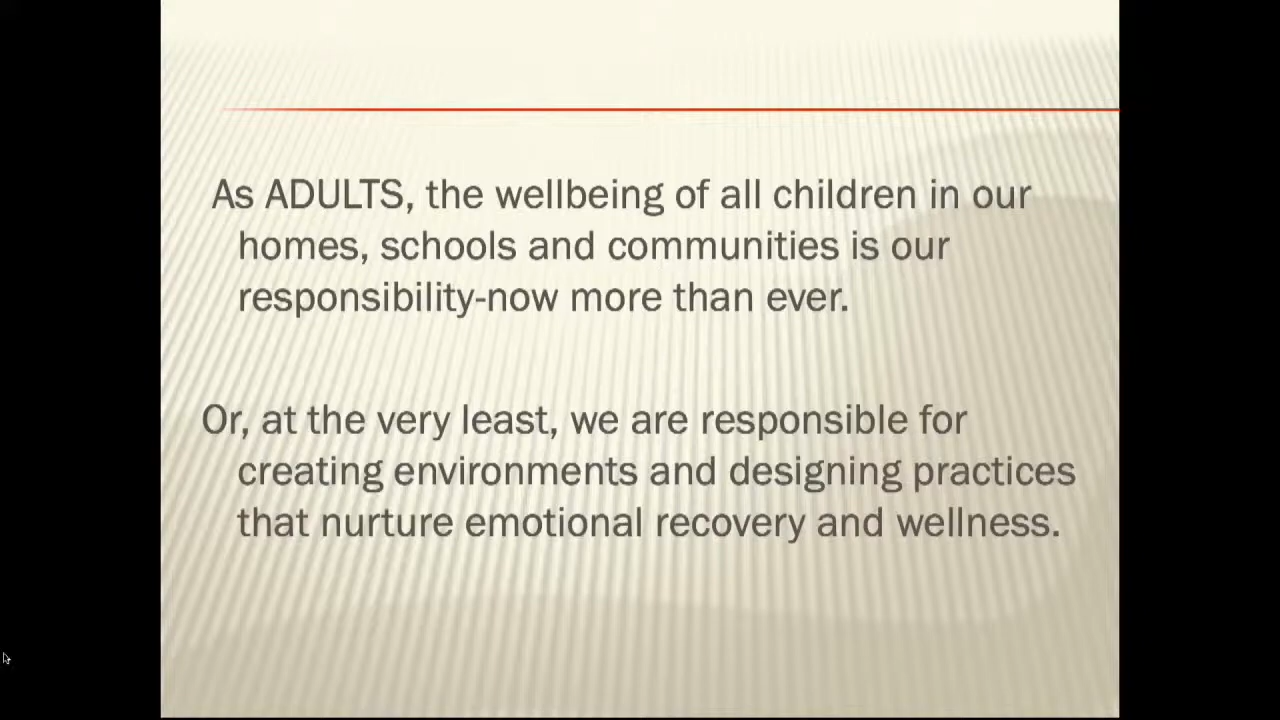 As ADULTS, the wellbeing of all children in our
homes, schools and communities is our
responsibility-now more than ever.
Or, at the very least, we are responsible for
creating environments and designing practices
that nurture emotional recovery and wellness.